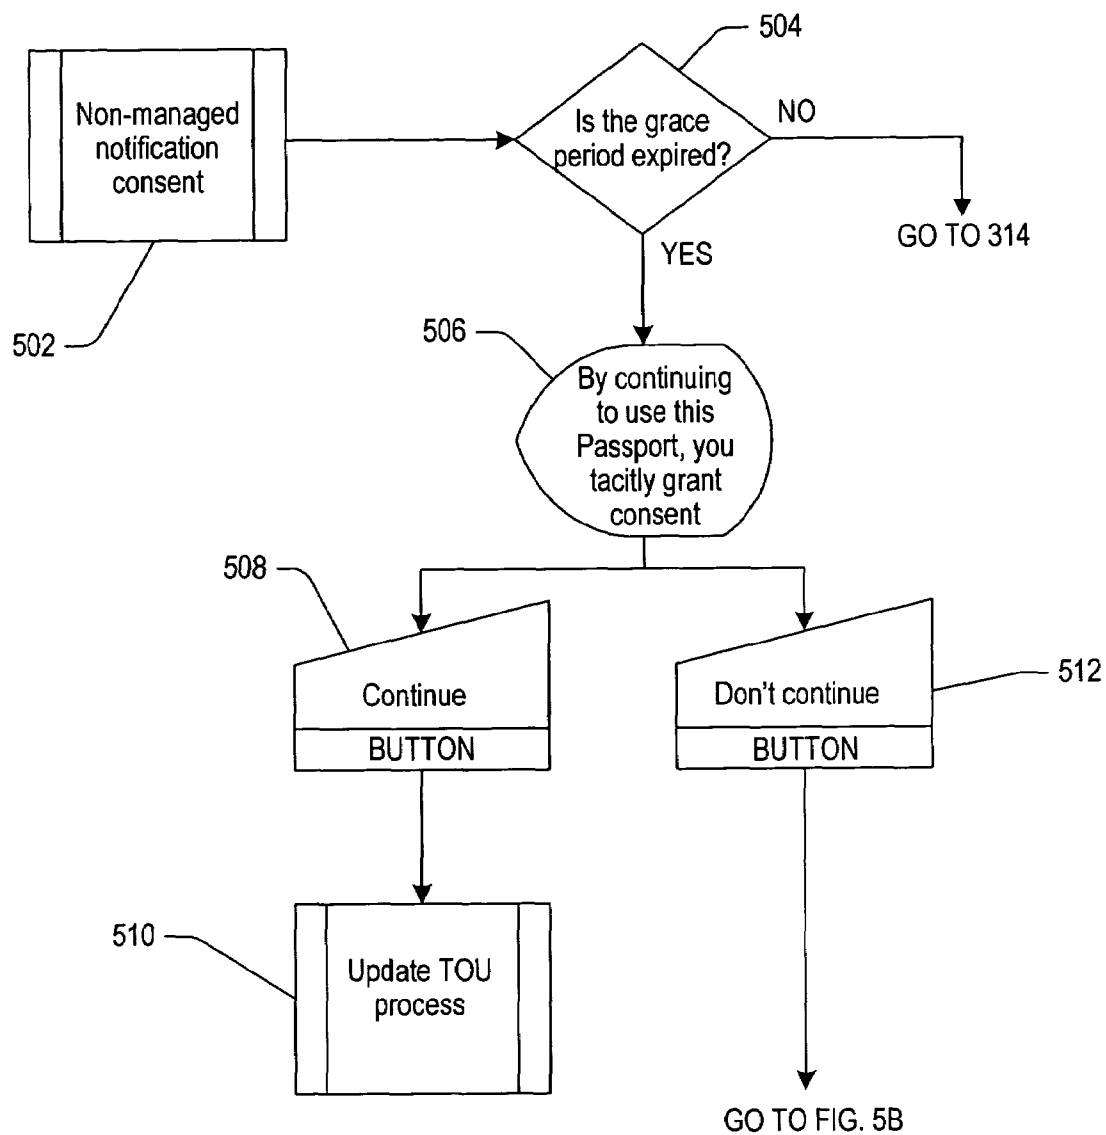 504
Non-managed
notification
consent
Is the grace
period expired?
NO
GO TO 314
YES
502
506
By continuing
to use this
Passport, you
tacitly grant
consent
508
Continue
BUTTON
Don't continue
BUTTON
512
510
Update TOU
process
GO TO FIG. 5B